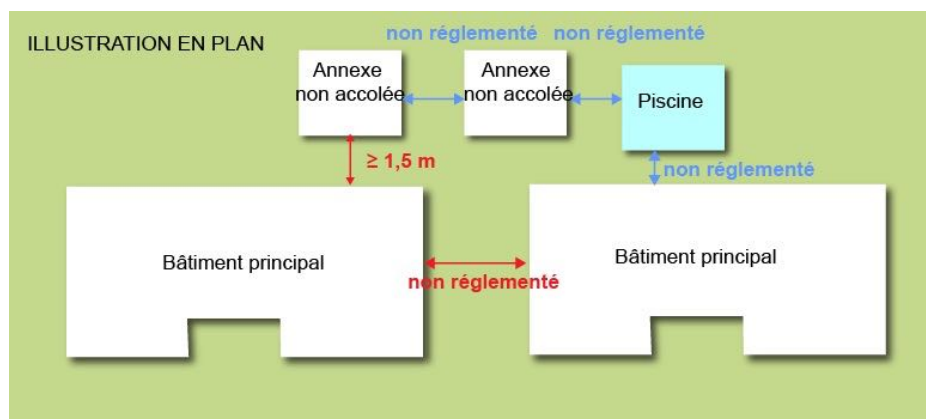 ILLUSTRATION EN PLAN
non réglementé
non réglementé
Annexe
non accolée
Annexe
non accolée
Piscine
≥ 1,5 m
non réglementé
Bâtiment principal
Bâtiment principal
non réglementé